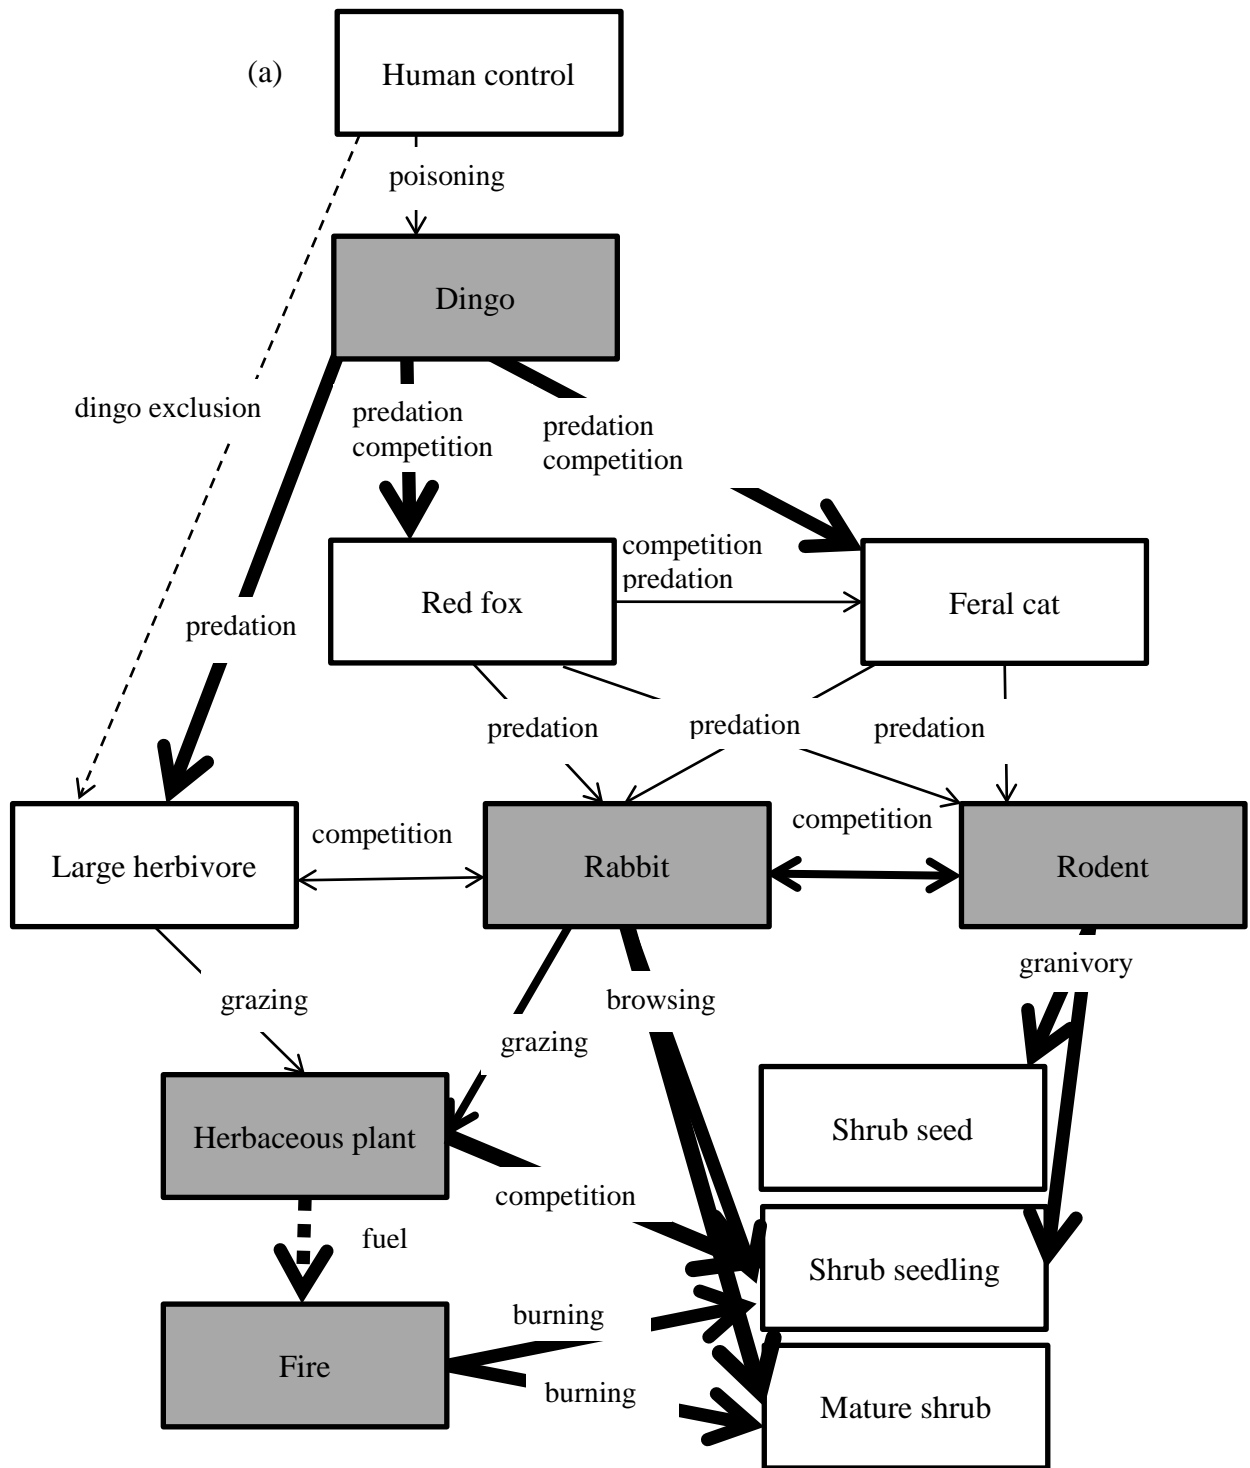 (a)
Human control
poisoning
Dingo
dingo exclusion
predation
competition
predation
competition
competition
predation
Red fox
Feral cat
predation
predation
predation
predation
competition
competition
Large herbivore
Rabbit
Rodent
granivory
grazing
browsing
grazing
Herbaceous plant
Shrub seed
competition
fuel
Shrub seedling
burning
Fire
burning
Mature shrub